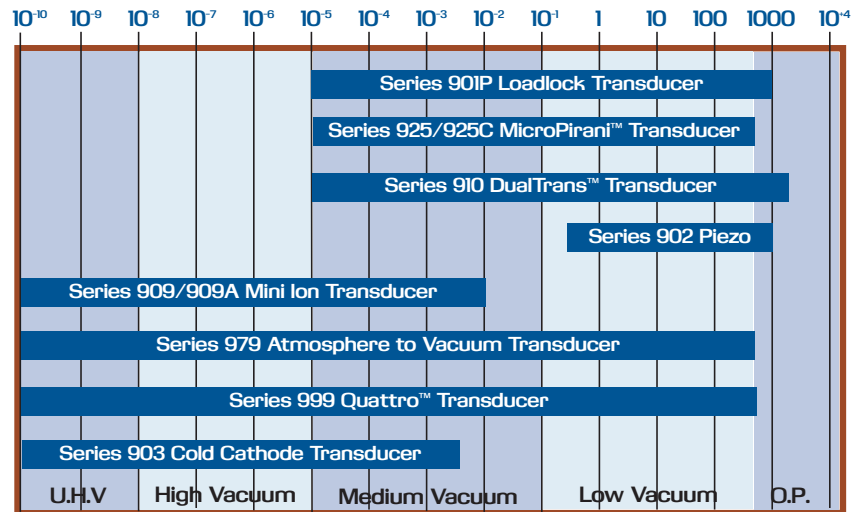 10⁻¹⁰ 10⁻⁹ 10⁻⁸ 10⁻⁷ 10⁻⁶ 10⁻⁵ 10⁻⁴ 10⁻³ 10⁻² 10⁻¹ 1 10 100 1000 10⁺⁴
Series 901P Loadlock Transducer
Series 925/925C MicroPirani™ Transducer
Series 910 DualTrans™ Transducer
Series 902 Piezo
Series 909/909A Mini Ion Transducer
Series 979 Atmosphere to Vacuum Transducer
Series 999 Quattro™ Transducer
Series 903 Cold Cathode Transducer
U.H.V High Vacuum Medium Vacuum Low Vacuum O.P.